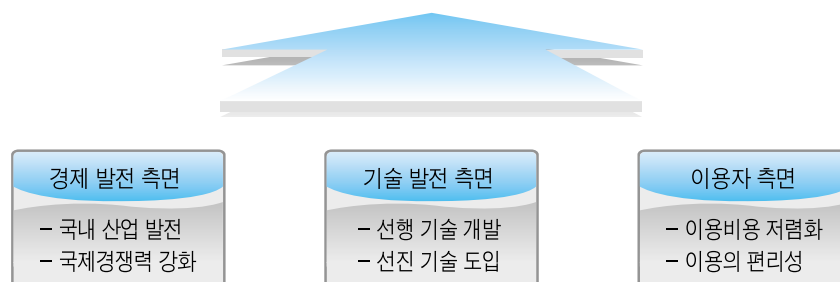 경제 발전 측면
– 국내 산업 발전
– 국제경쟁력 강화
기술 발전 측면
– 선행 기술 개발
– 선진 기술 도입
이용자 측면
– 이용비용 저렴화
– 이용의 편리성